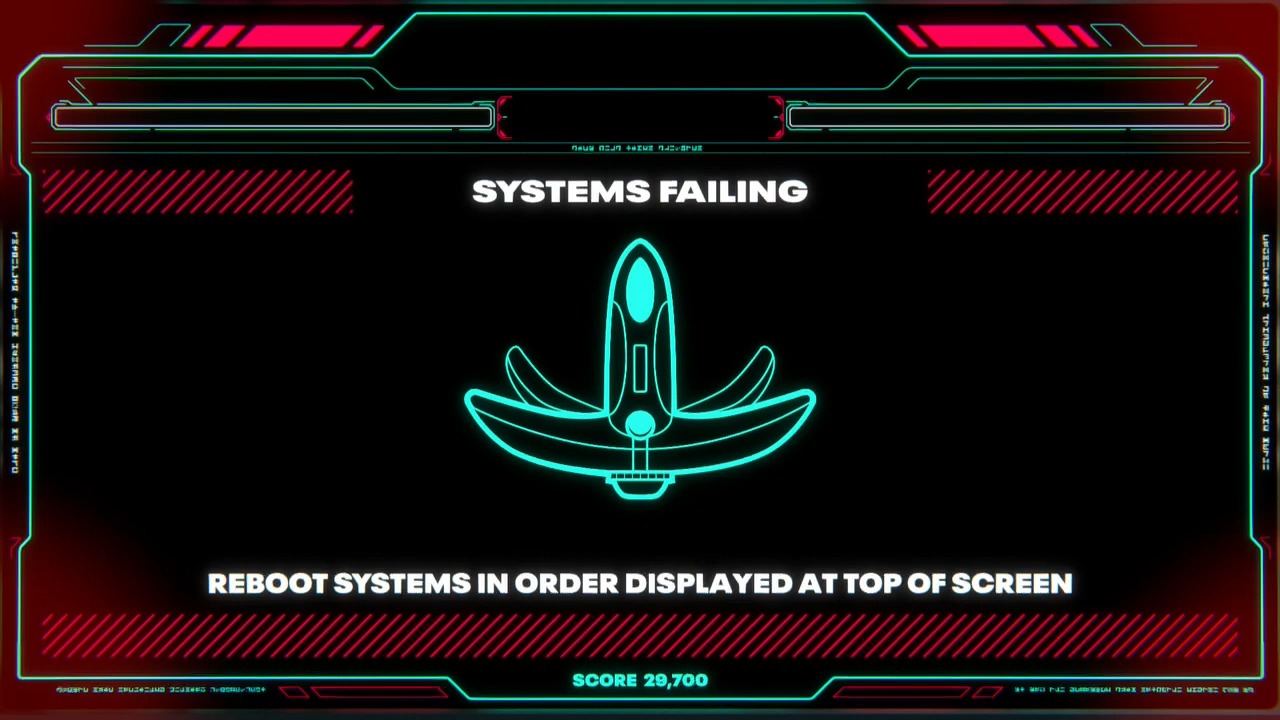 SYSTEMS FAILING
REBOOT SYSTEMS IN ORDER DISPLAYED AT TOP OF SCREEN
SCORE 29,700